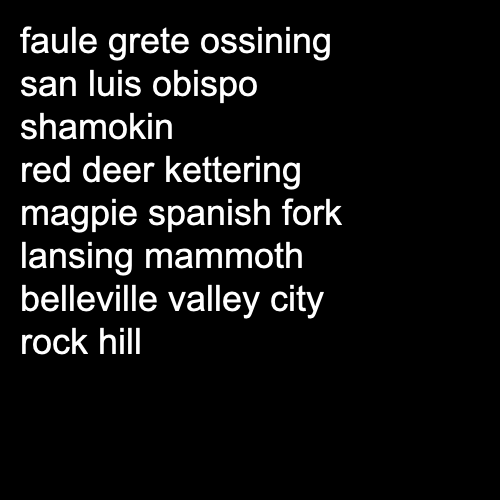 faule grete ossining
san luis obispo
shamokin
red deer kettering
magpie spanish fork
lansing mammoth
belleville valley city
rock hill